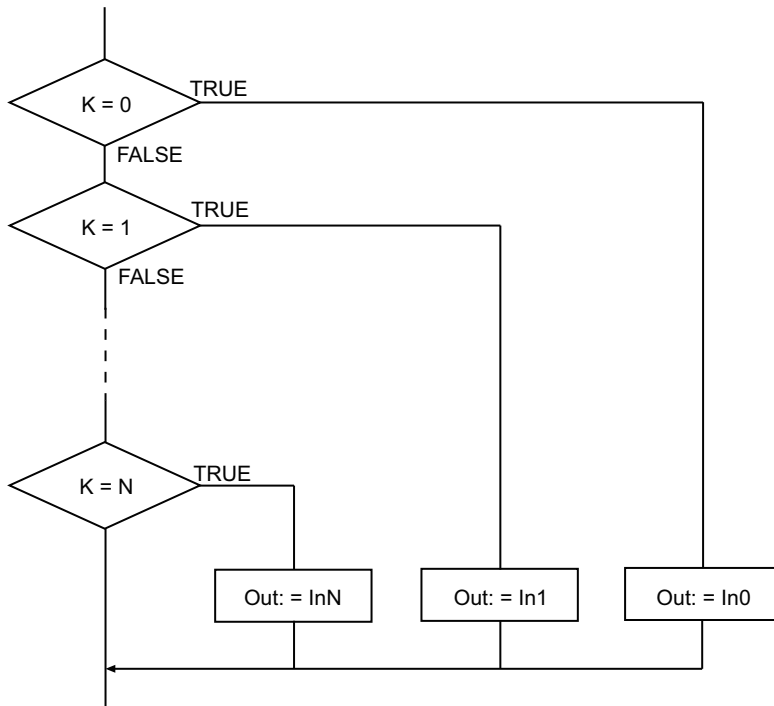 TRUE
K = 0
FALSE
TRUE
K = 1
FALSE
TRUE
K = N
Out: = InN
Out: = In1
Out: = In0